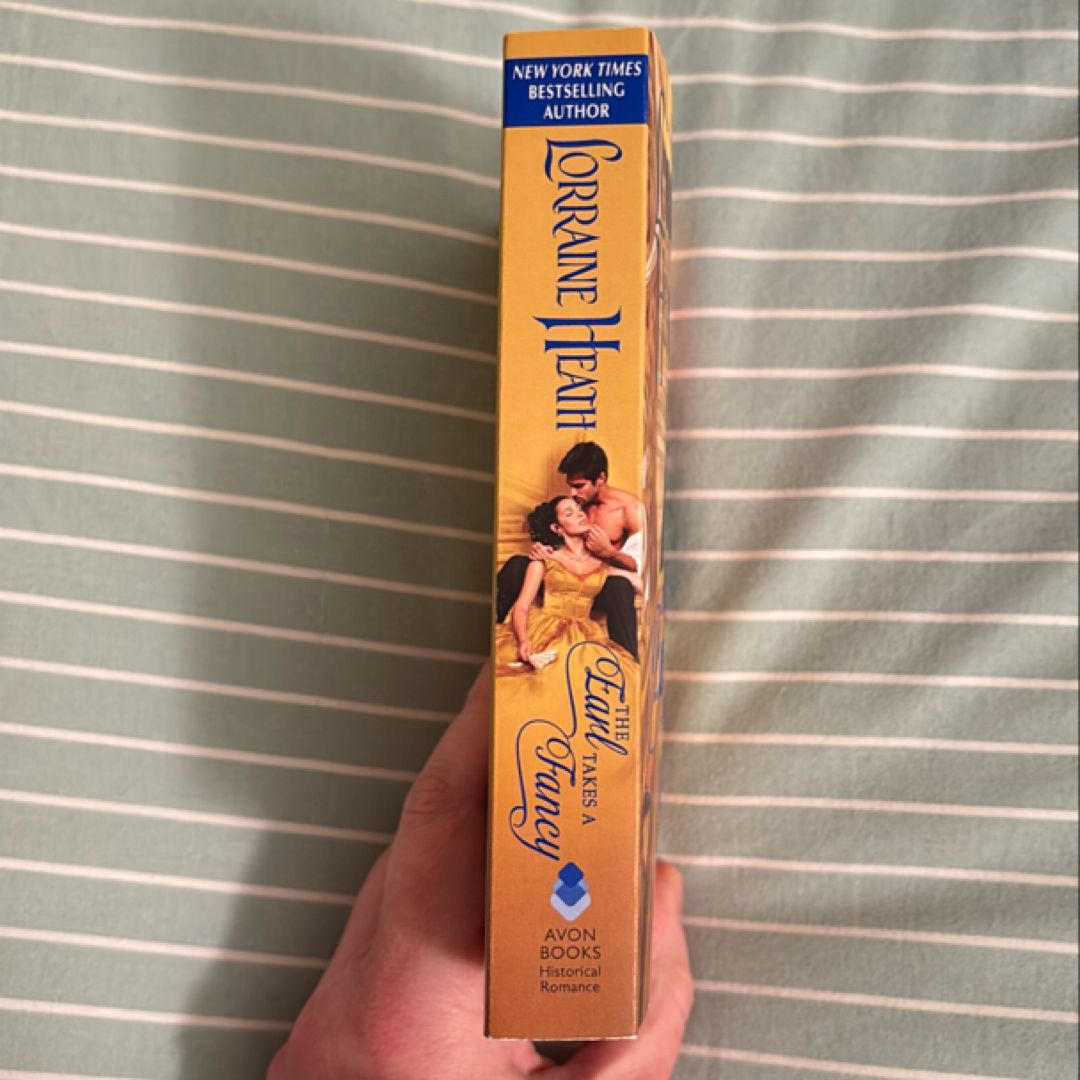 NEW YORK TIMES
BESTSELLING
AUTHOR
LORRAINE HEATH
THE
Earl
TAKES A
Fancy
AVON
BOOKS
Historical
Romance